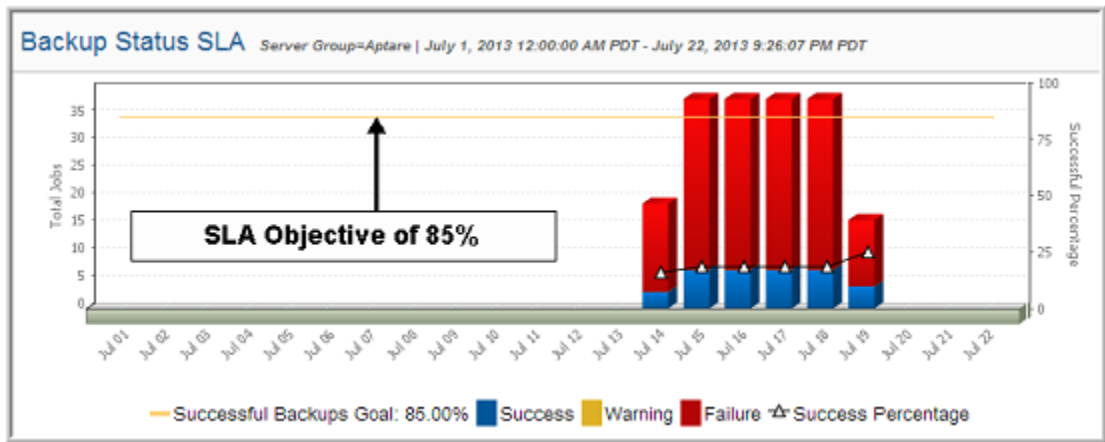 Backup Status SLA Server Group=Aptare | July 1, 2013 12:00:00 AM PDT - July 22, 2013 9:26:07 PM PDT
Total Jobs
35
30
25
20
15
10
5
0
SLA Objective of 85%
100
75
50
25
0
Successful Percentage
Jul 01 Jul 02 Jul 03 Jul 04 Jul 05 Jul 06 Jul 07 Jul 08 Jul 09 Jul 10 Jul 11 Jul 12 Jul 13 Jul 14 Jul 15 Jul 16 Jul 17 Jul 18 Jul 19 Jul 20 Jul 21 Jul 22
Successful Backups Goal: 85.00% Success Warning Failure Success Percentage